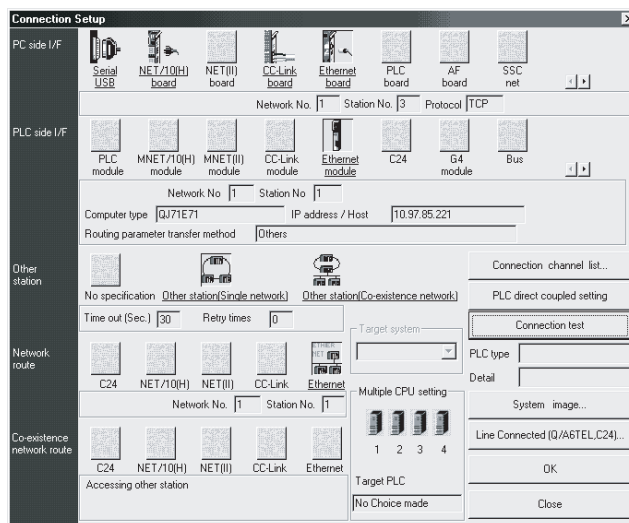 Connection Setup
PC side I/F
Serial USB
NET/10(H) board
NET(II) board
CC-Link board
Ethernet board
PLC board
AF board
SSC net
Network No. 1 Station No. 3 Protocol TCP
PLC side I/F
PLC module
MNET/10(H) module
MNET(II) module
CC-Link module
Ethernet module
C24
G4 module
Bus
Network No 1 Station No 1
Computer type QJ71E71 IP address / Host 10.97.85.221
Routing parameter transfer method Others
Other station
No specification Other station(Single network) Other station(Co-existence network)
Time out (Sec.) 30 Retry times 0
Network route
C24 NET/10(H) NET(II) CC-Link Ethernet
Network No. 1 Station No. 1
Co-existence network route
C24 NET/10(H) NET(II) CC-Link Ethernet
Accessing other station
Target system
Multiple CPU setting
1 2 3 4
Target PLC
No Choice made
Connection channel list...
PLC direct coupled setting
Connection test
PLC type
Detail
System image...
Line Connected (Q/A6TEL,C24)...
OK
Close